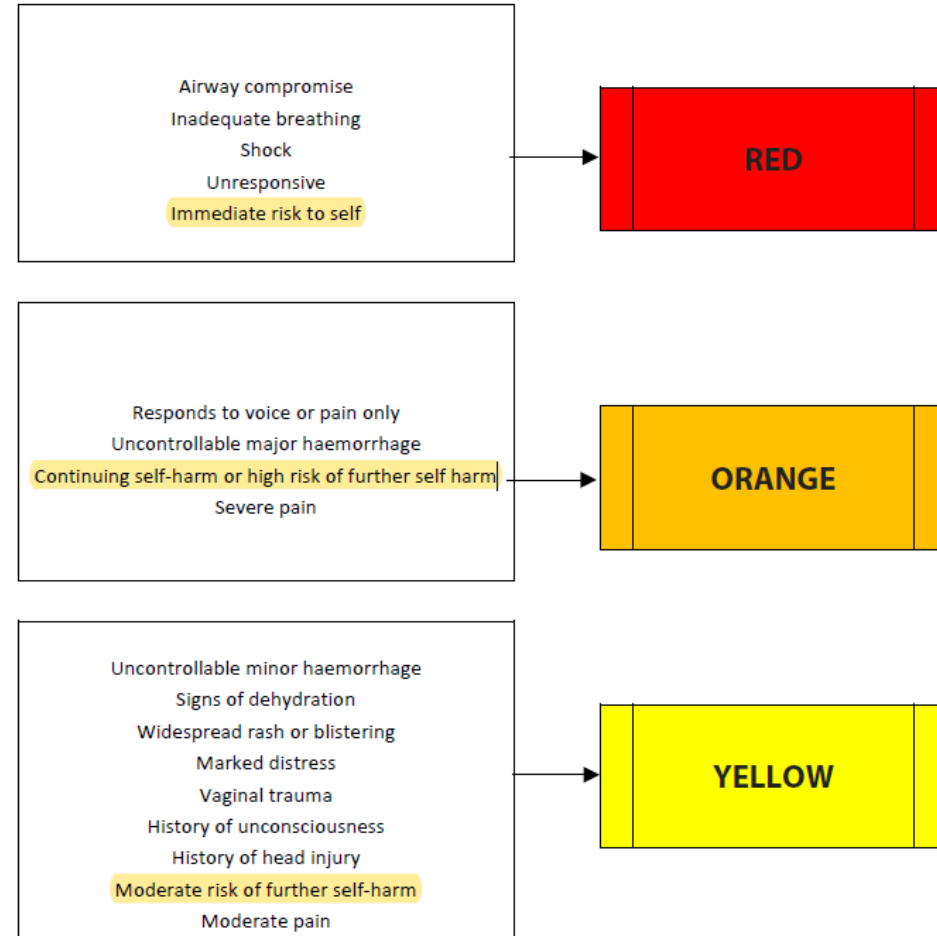 Airway compromise
Inadequate breathing
Shock
Unresponsive
Immediate risk to self
RED
Responds to voice or pain only
Uncontrollable major haemorrhage
Continuing self-harm or high risk of further self harm
Severe pain
ORANGE
Uncontrollable minor haemorrhage
Signs of dehydration
Widespread rash or blistering
Marked distress
Vaginal trauma
History of unconsciousness
History of head injury
Moderate risk of further self-harm
Moderate pain
YELLOW